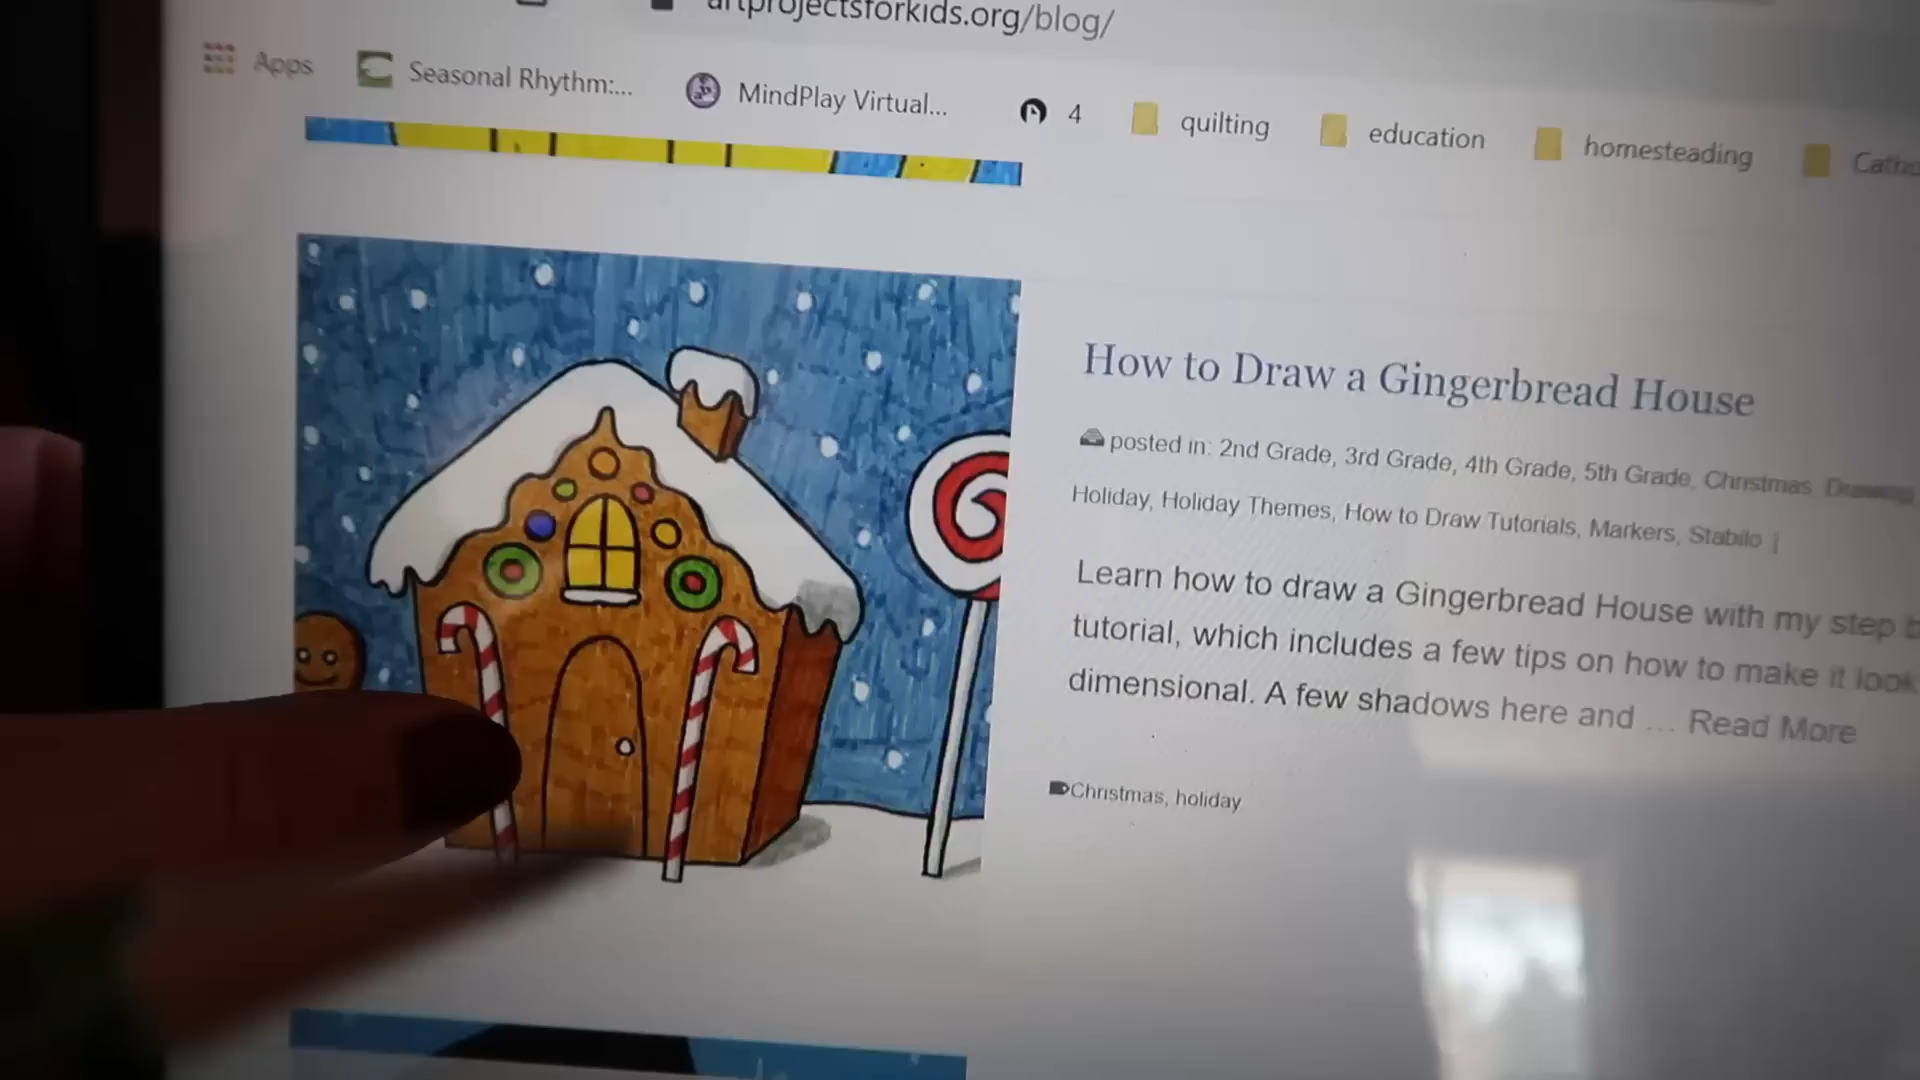 artprojectsforkids.org/blog/
Apps Seasonal Rhythm:... MindPlay Virtual... 4 quilting education homesteading
How to Draw a Gingerbread House
posted in: 2nd Grade, 3rd Grade, 4th Grade, 5th Grade, Christmas, Drawing
Holiday, Holiday Themes, How to Draw Tutorials, Markers, Stabilo |
Learn how to draw a Gingerbread House with my step
tutorial, which includes a few tips on how to make it look
dimensional. A few shadows here and ... Read More
Christmas, holiday